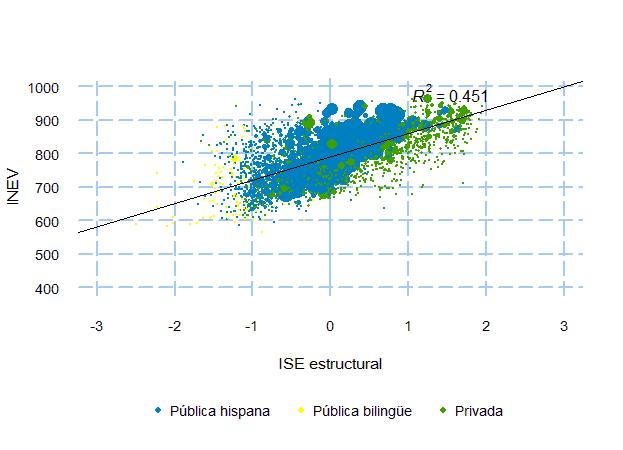 R² = 0.451
1000
900
800
700
600
500
400
INEV
-3 -2 -1 0 1 2 3
ISE estructural
Pública hispana Pública bilingüe Privada